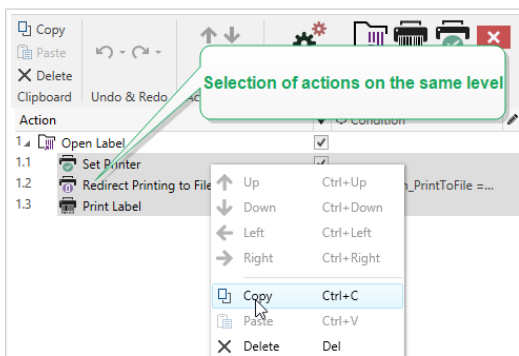 Copy
Paste
Delete
Clipboard Undo & Redo
Selection of actions on the same level
Action Condition
1 Open Label
1.1 Set Printer
1.2 Redirect Printing to File
1.3 Print Label
Up Ctrl+Up
Down Ctrl+Down
Left Ctrl+Left
Right Ctrl+Right
Copy Ctrl+C
Paste Ctrl+V
Delete Del
n_PrintToFile =...